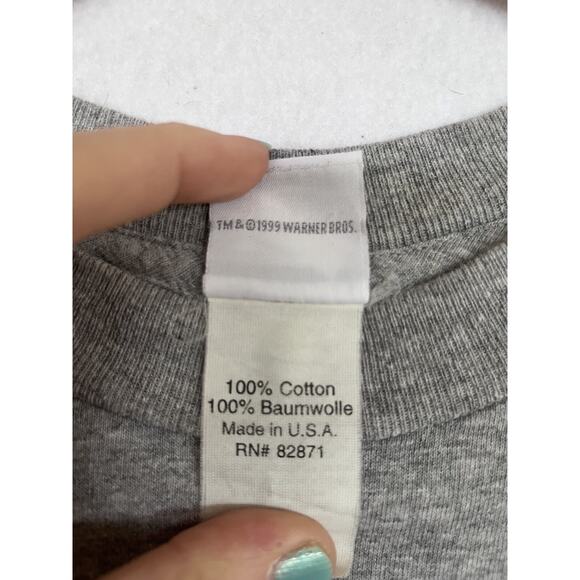 TM & ©1999 WARNER BROS.
100% Cotton
100% Baumwolle
Made in U.S.A.
RN# 82871